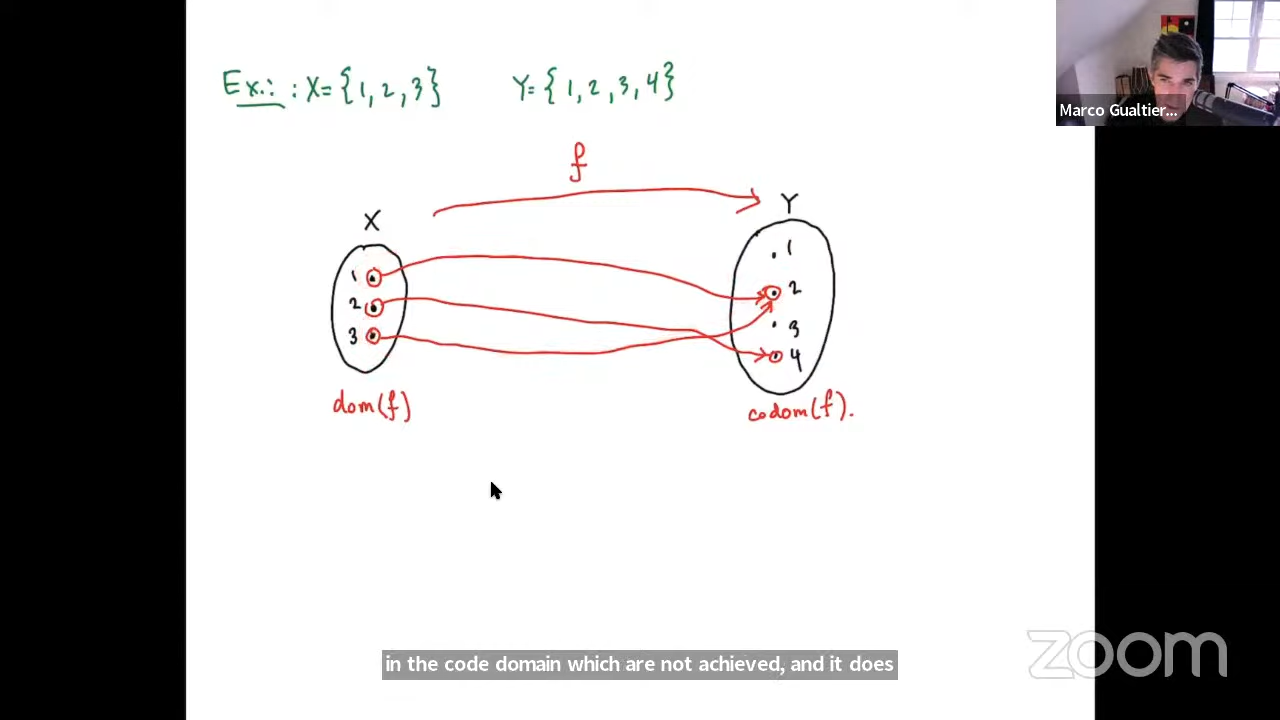 Ex.: : X = {1, 2, 3} Y = {1, 2, 3, 4}
Marco Gualtier...
f
X
Y
1
2
3
1
2
3
4
dom(f)
codom(f).
in the code domain which are not achieved, and it does
zoom